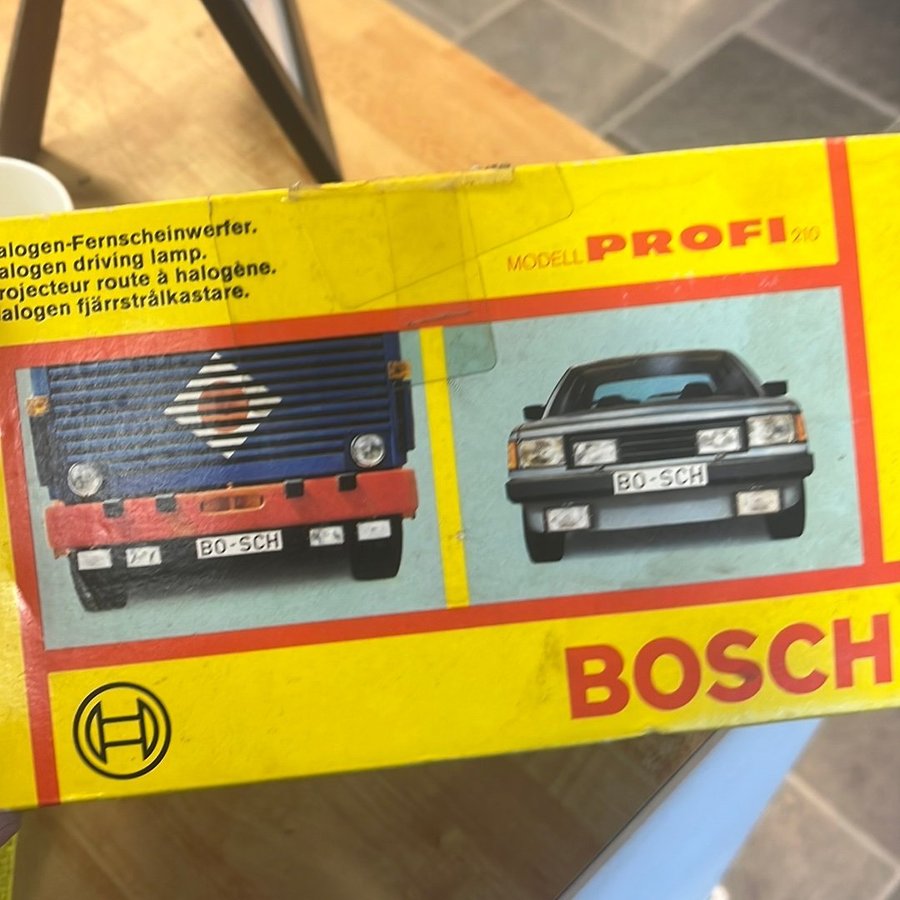 alogen-Fernscheinwerfer.
alogen driving lamp.
rojecteur route à halogène.
alogen fjärrstrålkastare.
MODELL PROFI 210
BO-SCH
BO-SCH
BOSCH